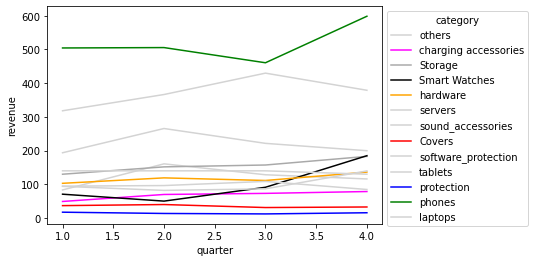 600
500
400
300
200
100
0
revenue
1.0
1.5
2.0
2.5
3.0
3.5
4.0
quarter
category
others
charging accessories
Storage
Smart Watches
hardware
servers
sound_accessories
Covers
software_protection
tablets
protection
phones
laptops